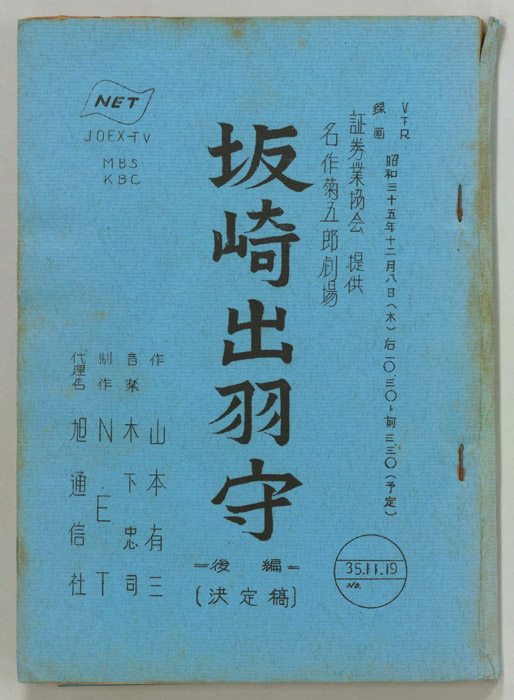 VTR
録画 昭和三十五年十二月八日（木）后一〇.三〇〜前三.三〇（予定）
証券業協会 提供
名作菊五郎劇場
坂崎出羽守
=後 編=
〔決定稿〕
NET
JOEX-TV
MBS
KBC
作 山本有三
音楽 木下忠司
制作 NET
代理店 旭通信社
35.11.19
No.